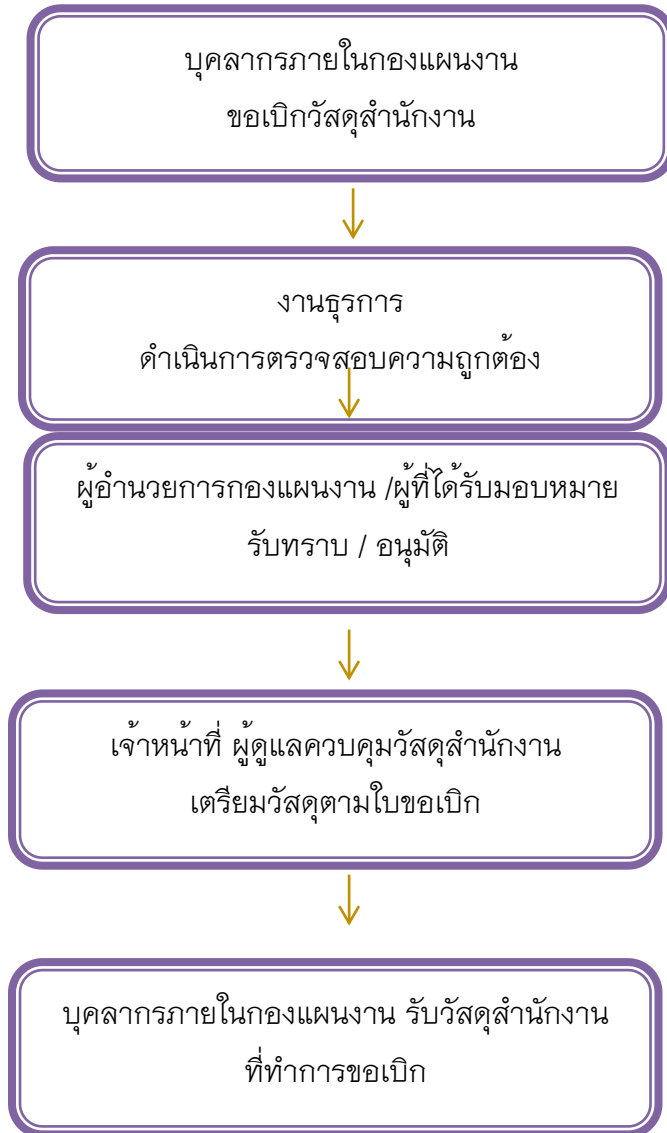 บุคลากรภายในกองแผนงาน
ขอเบิกวัสดุสำนักงาน
งานธุรการ
ดำเนินการตรวจสอบความถูกต้อง
ผู้อำนวยการกองแผนงาน /ผู้ที่ได้รับมอบหมาย
รับทราบ / อนุมัติ
เจ้าหน้าที่ ผู้ดูแลควบคุมวัสดุสำนักงาน
เตรียมวัสดุตามใบขอเบิก
บุคลากรภายในกองแผนงาน รับวัสดุสำนักงาน
ที่ทำการขอเบิก